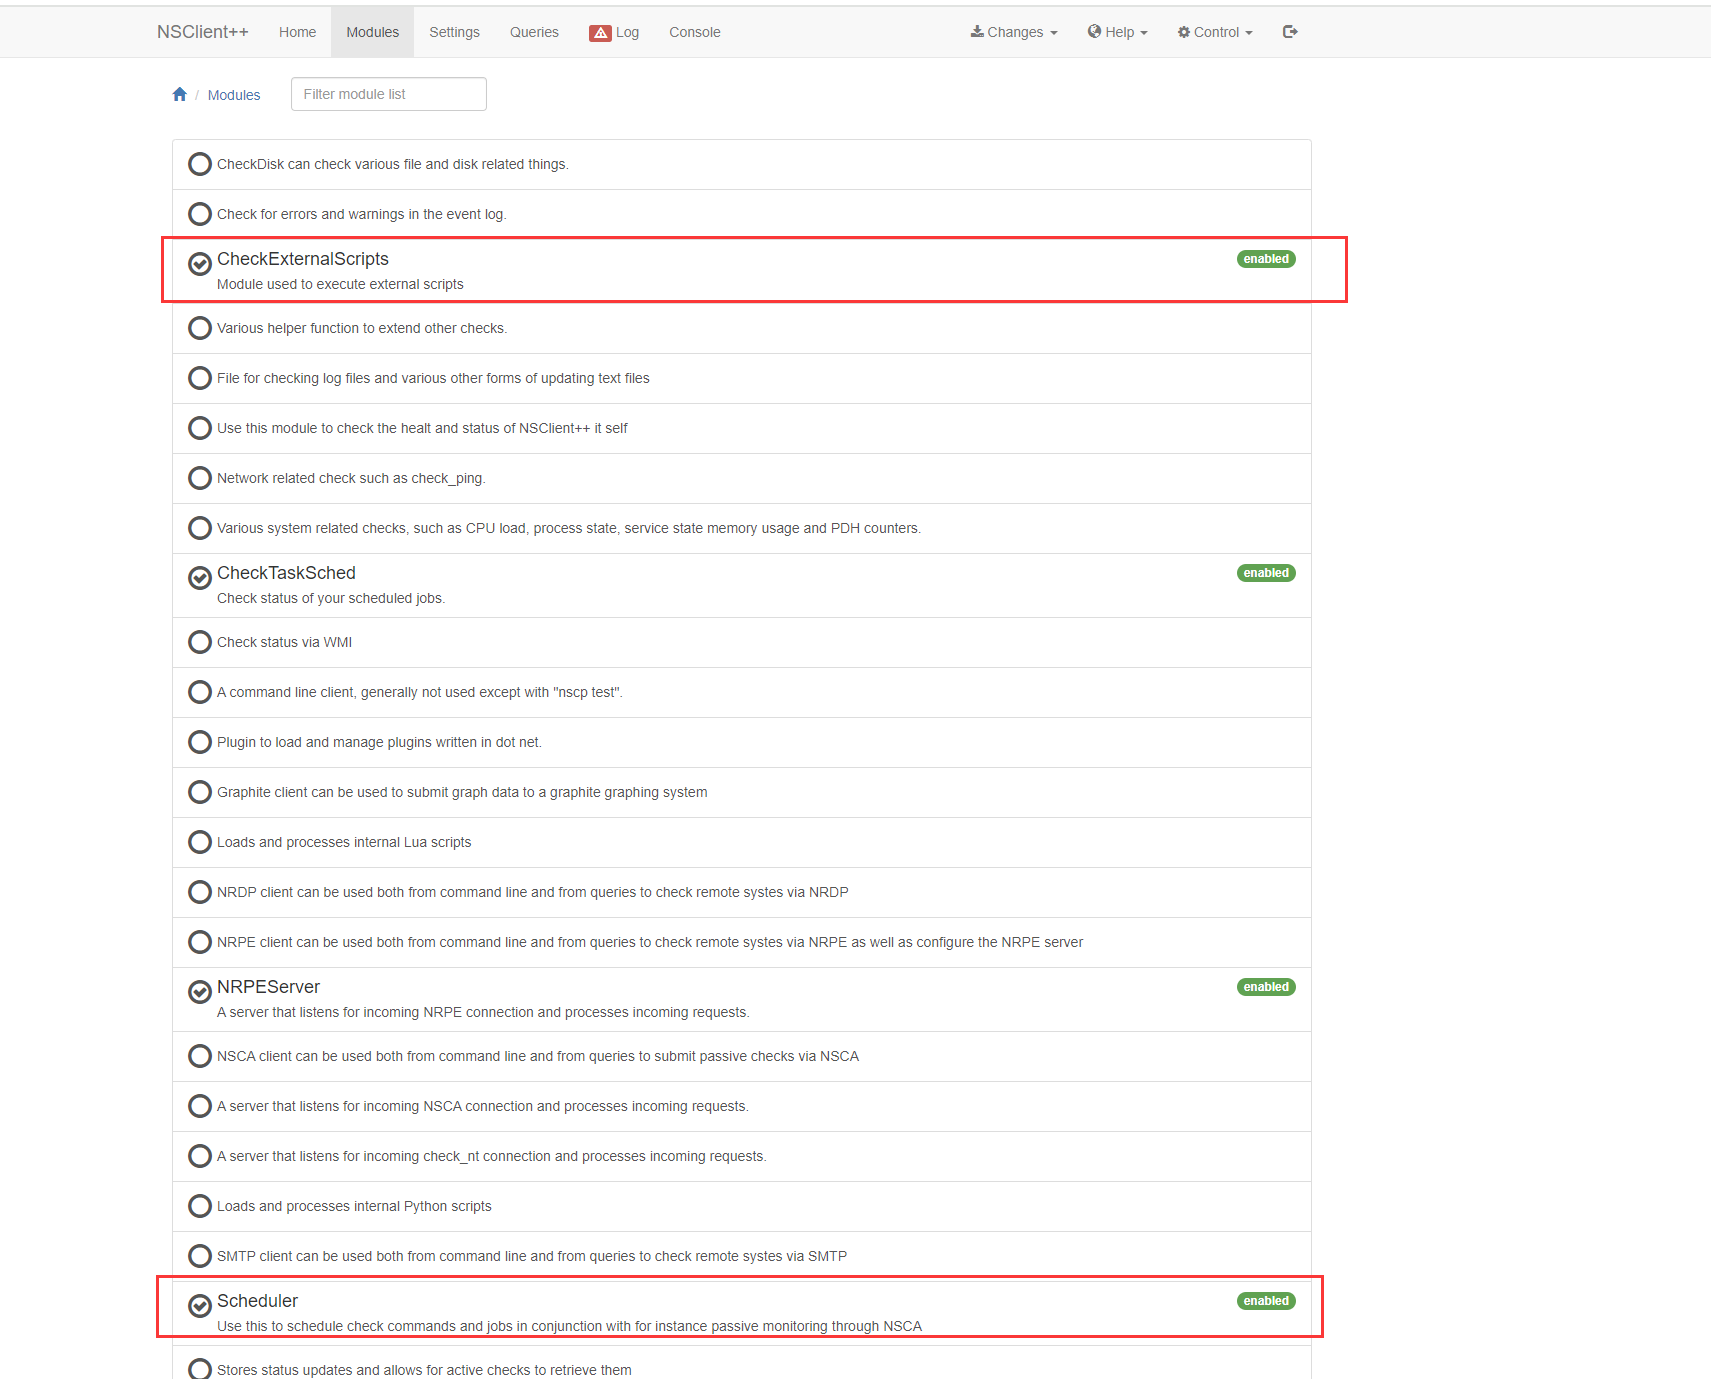 NSClient++ Home Modules Settings Queries Log Console Changes Help Control
/ Modules Filter module list
CheckDisk can check various file and disk related things.
Check for errors and warnings in the event log.
CheckExternalScripts enabled
Module used to execute external scripts
Various helper function to extend other checks.
File for checking log files and various other forms of updating text files
Use this module to check the healt and status of NSClient++ it self
Network related check such as check_ping.
Various system related checks, such as CPU load, process state, service state memory usage and PDH counters.
CheckTaskSched enabled
Check status of your scheduled jobs.
Check status via WMI
A command line client, generally not used except with "nscp test".
Plugin to load and manage plugins written in dot net.
Graphite client can be used to submit graph data to a graphite graphing system
Loads and processes internal Lua scripts
NRDP client can be used both from command line and from queries to check remote systes via NRDP
NRPE client can be used both from command line and from queries to check remote systes via NRPE as well as configure the NRPE server
NRPEServer enabled
A server that listens for incoming NRPE connection and processes incoming requests.
NSCA client can be used both from command line and from queries to submit passive checks via NSCA
A server that listens for incoming NSCA connection and processes incoming requests.
A server that listens for incoming check_nt connection and processes incoming requests.
Loads and processes internal Python scripts
SMTP client can be used both from command line and from queries to check remote systes via SMTP
Scheduler enabled
Use this to schedule check commands and jobs in conjunction with for instance passive monitoring through NSCA
Stores status updates and allows for active checks to retrieve them